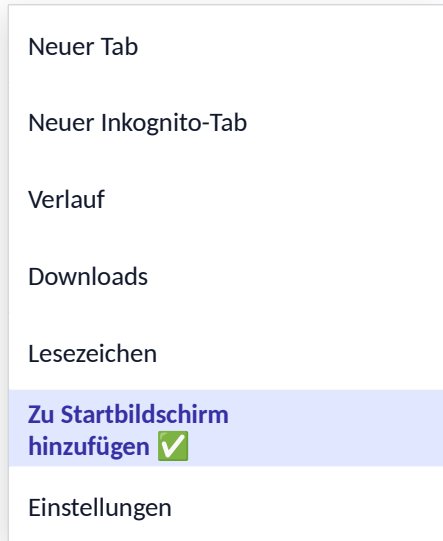 Neuer Tab
Neuer Inkognito-Tab
Verlauf
Downloads
Lesezeichen
Zu Startbildschirm
hinzufügen ✅
Einstellungen